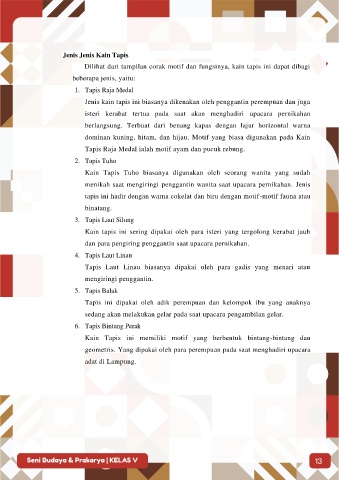 Jenis Jenis Kain Tapis
Dilihat dari tampilan corak motif dan fungsinya, kain tapis ini dapat dibagi
beberapa jenis, yaitu:
1. Tapis Raja Medal
Jenis kain tapis ini biasanya dikenakan oleh penggantin perempuan dan juga
isteri kerabat tertua pada saat akan menghadiri upacara pernikahan
berlangsung. Terbuat dari benang kapas dengan lajur horizontal warna
dominan kuning, hitam, dan hijau. Motif yang biasa digunakan pada Kain
Tapis Raja Medal ialah motif ayam dan pucuk rebung.
2. Tapis Tuho
Kain Tapis Tuho biasanya digunakan oleh seorang wanita yang sudah
menikah saat mengiringi penggantin wanita saat upacara pernikahan. Jenis
tapis ini hadir dengan warna cokelat dan biru dengan motif-motif fauna atau
binatang.
3. Tapis Laut Silung
Kain tapis ini sering dipakai oleh para isteri yang tergolong kerabat jauh
dan para pengiring penggantin saat upacara pernikahan.
4. Tapis Laut Linau
Tapis Laut Linau biasanya dipakai oleh para gadis yang menari atau
mengiringi penggantin.
5. Tapis Balak
Tapis ini dipakai oleh adik perempuan dan kelompok ibu yang anaknya
sedang akan melakukan gelar pada saat upacara pengambilan gelar.
6. Tapis Bintang Perak
Kain Tapis ini memiliki motif yang berbentuk bintang-bintang dan
geometris. Yang dipakai oleh para perempuan pada saat menghadiri upacara
adat di Lampung.
Seni Budaya & Prakarya | KELAS V
13